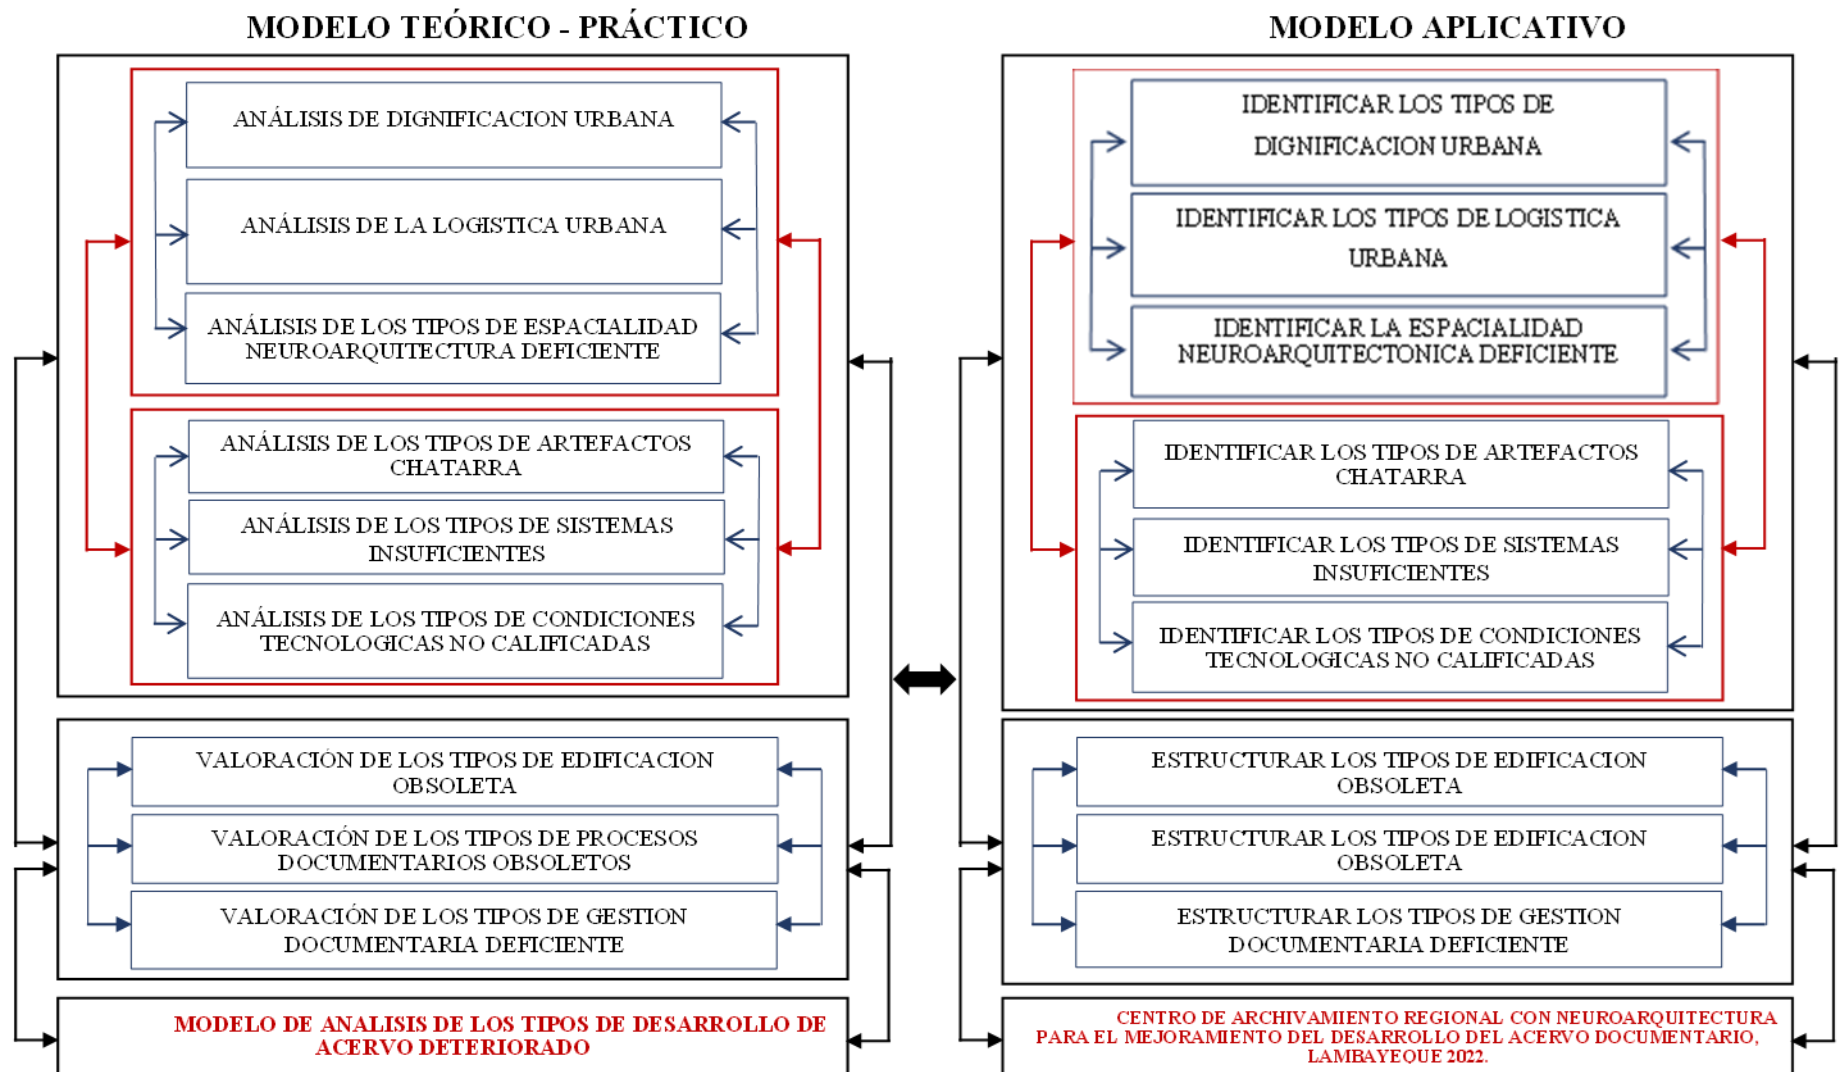 MODELO TEÓRICO - PRÁCTICO
ANÁLISIS DE DIGNIFICACION URBANA
ANÁLISIS DE LA LOGISTICA URBANA
ANÁLISIS DE LOS TIPOS DE ESPACIALIDAD
NEUROARQUITECTURA DEFICIENTE
ANÁLISIS DE LOS TIPOS DE ARTEFACTOS
CHATARRA
ANÁLISIS DE LOS TIPOS DE SISTEMAS
INSUFICIENTES
ANÁLISIS DE LOS TIPOS DE CONDICIONES
TECNOLOGICAS NO CALIFICADAS
VALORACIÓN DE LOS TIPOS DE EDIFICACION
OBSOLETA
VALORACIÓN DE LOS TIPOS DE PROCESOS
DOCUMENTARIOS OBSOLETOS
VALORACIÓN DE LOS TIPOS DE GESTION
DOCUMENTARIA DEFICIENTE
MODELO DE ANALISIS DE LOS TIPOS DE DESARROLLO DE
ACERVO DETERIORADO
MODELO APLICATIVO
IDENTIFICAR LOS TIPOS DE
DIGNIFICACION URBANA
IDENTIFICAR LOS TIPOS DE LOGISTICA
URBANA
IDENTIFICAR LA ESPACIALIDAD
NEUROARQUITECTONICA DEFICIENTE
IDENTIFICAR LOS TIPOS DE ARTEFACTOS
CHATARRA
IDENTIFICAR LOS TIPOS DE SISTEMAS
INSUFICIENTES
IDENTIFICAR LOS TIPOS DE CONDICIONES
TECNOLOGICAS NO CALIFICADAS
ESTRUCTURAR LOS TIPOS DE EDIFICACION
OBSOLETA
ESTRUCTURAR LOS TIPOS DE EDIFICACION
OBSOLETA
ESTRUCTURAR LOS TIPOS DE GESTION
DOCUMENTARIA DEFICIENTE
CENTRO DE ARCHIVAMIENTO REGIONAL CON NEUROARQUITECTURA
PARA EL MEJORAMIENTO DEL DESARROLLO DEL ACERVO DOCUMENTARIO,
LAMBAYEQUE 2022.